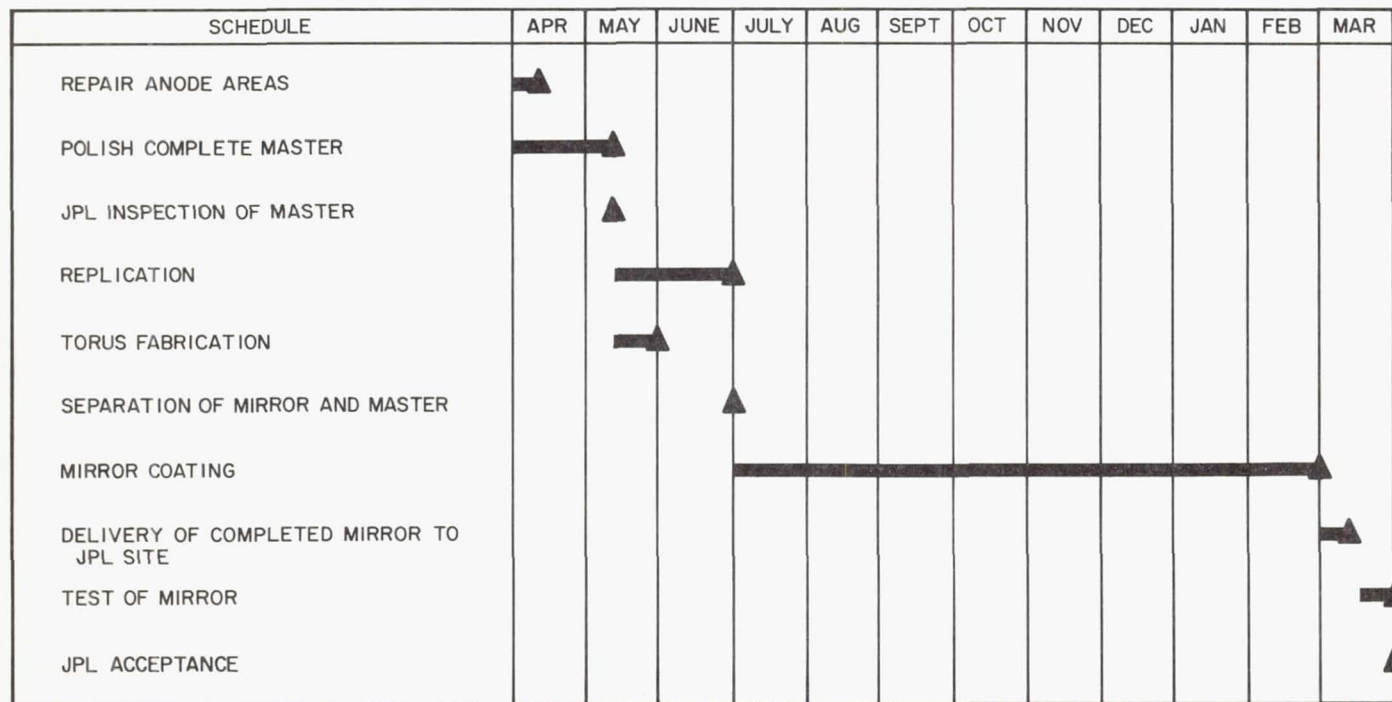 SCHEDULE APR MAY JUNE JULY AUG SEPT OCT NOV DEC JAN FEB MAR
REPAIR ANODE AREAS
POLISH COMPLETE MASTER
JPL INSPECTION OF MASTER
REPLICATION
TORUS FABRICATION
SEPARATION OF MIRROR AND MASTER
MIRROR COATING
DELIVERY OF COMPLETED MIRROR TO
JPL SITE
TEST OF MIRROR
JPL ACCEPTANCE